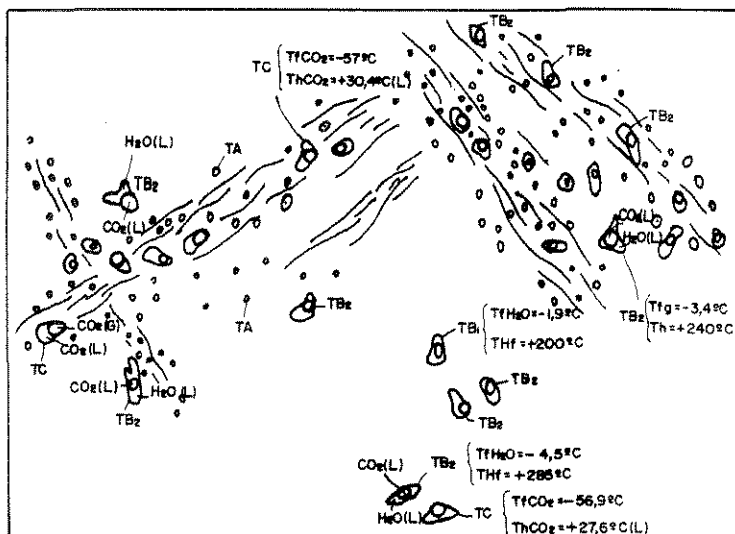 TB₂
TB₂
TC { TfCO₂=-57ºC
ThCO₂=+30,4ºC(L)
TB₂
H₂O(L)
TA
TB₂
CO₂(L)
CO₂(L)
H₂O(L)
TB₂ { Tfg=-3,4ºC
Th=+240ºC
CO₂(G)
CO₂(L)
TC
TA
TB₂
TB₁ { TfH₂O=-1,9ºC
THf=+200ºC
CO₂(L)
H₂O(L)
TB₂
TB₂
TB₂
CO₂(L)
H₂O(L)
TB₂ { TfH₂O=-4,5ºC
THf=+285ºC
TC { TfCO₂=-56,9ºC
ThCO₂=+27,6ºC(L)